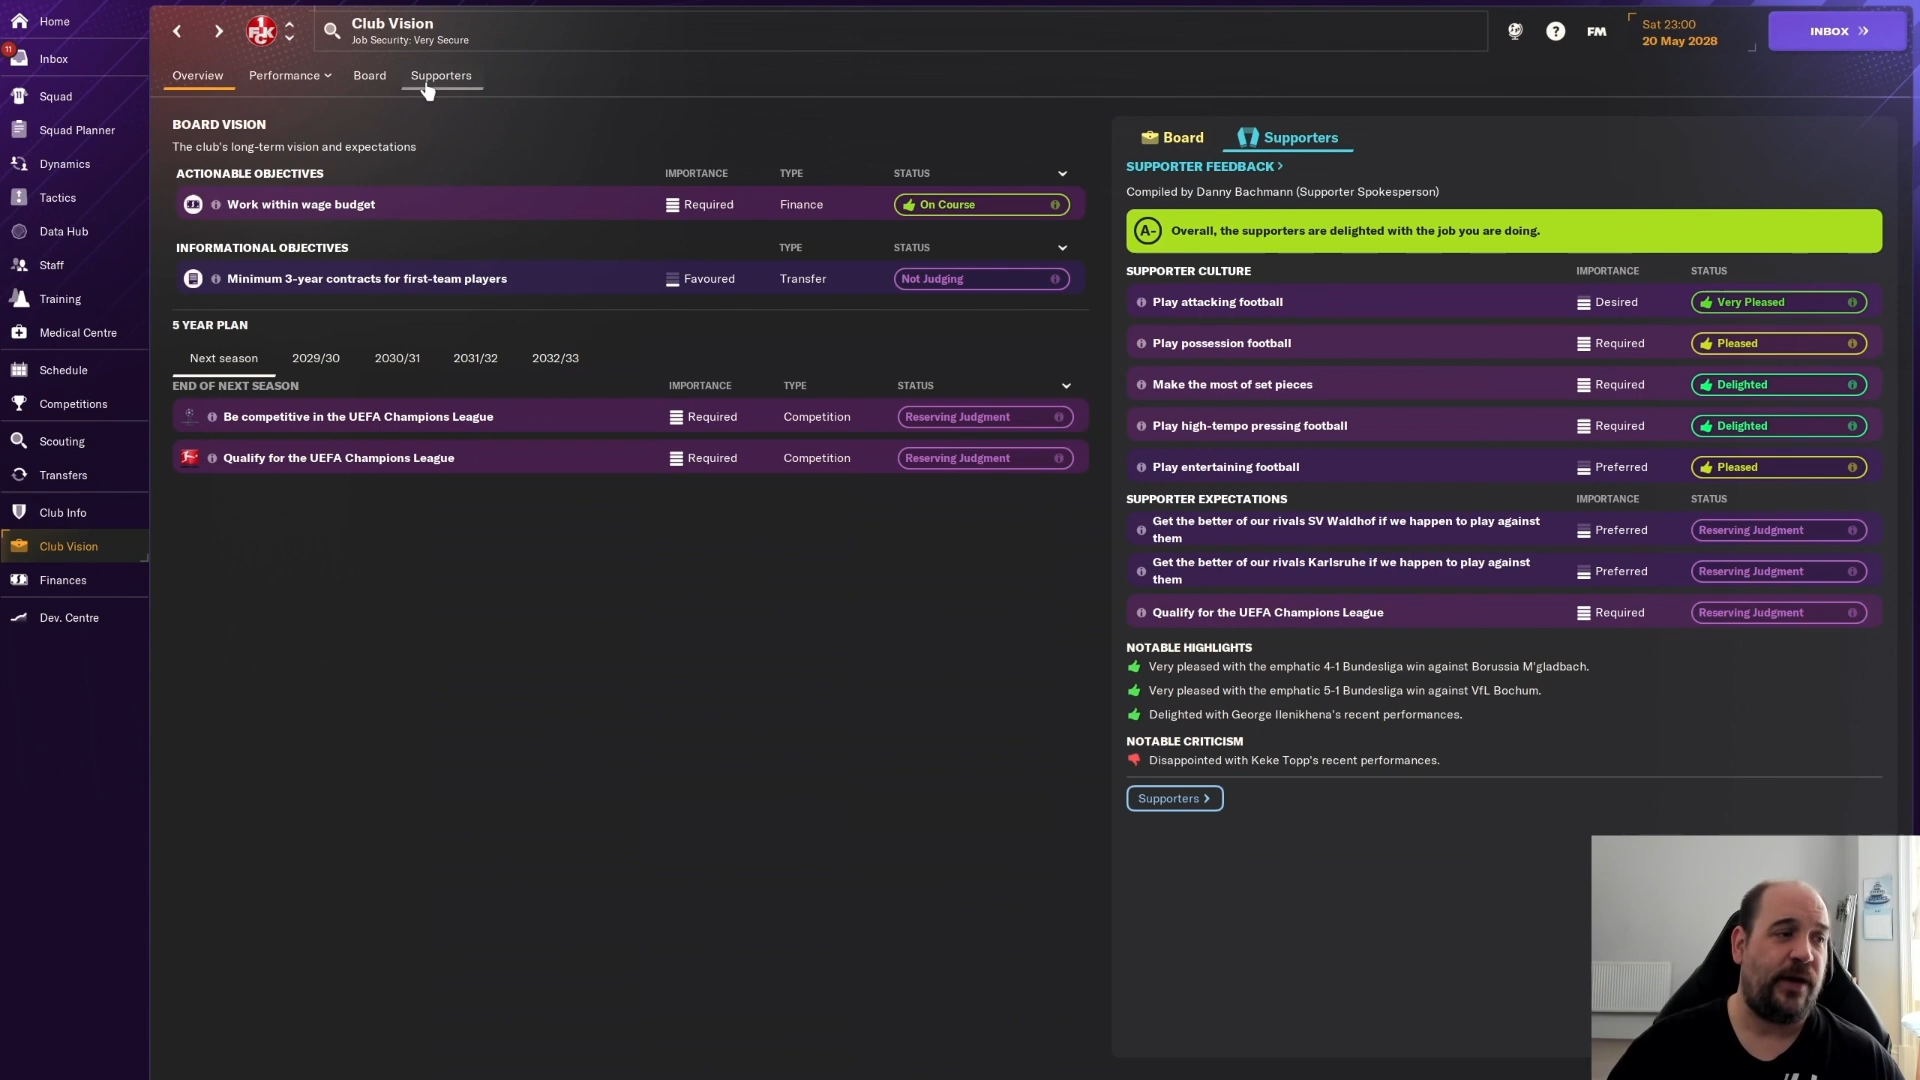 Home
11
Inbox
Squad
Squad Planner
Dynamics
Tactics
Data Hub
Staff
Training
Medical Centre
Schedule
Competitions
Scouting
Transfers
Club Info
Club Vision
Finances
Dev. Centre
Club Vision
Job Security: Very Secure
FM
Sat 23:00
20 May 2028
INBOX
Overview Performance Board Supporters
BOARD VISION
The club's long-term vision and expectations
ACTIONABLE OBJECTIVES IMPORTANCE TYPE STATUS
Work within wage budget Required Finance On Course
INFORMATIONAL OBJECTIVES TYPE STATUS
Minimum 3-year contracts for first-team players Favoured Transfer Not Judging
5 YEAR PLAN
Next season 2029/30 2030/31 2031/32 2032/33
END OF NEXT SEASON IMPORTANCE TYPE STATUS
Be competitive in the UEFA Champions League Required Competition Reserving Judgment
Qualify for the UEFA Champions League Required Competition Reserving Judgment
Board Supporters
SUPPORTER FEEDBACK >
Compiled by Danny Bachmann (Supporter Spokesperson)
A- Overall, the supporters are delighted with the job you are doing.
SUPPORTER CULTURE IMPORTANCE STATUS
Play attacking football Desired Very Pleased
Play possession football Required Pleased
Make the most of set pieces Required Delighted
Play high-tempo pressing football Required Delighted
Play entertaining football Preferred Pleased
SUPPORTER EXPECTATIONS IMPORTANCE STATUS
Get the better of our rivals SV Waldhof if we happen to play against
them Preferred Reserving Judgment
Get the better of our rivals Karlsruhe if we happen to play against
them Preferred Reserving Judgment
Qualify for the UEFA Champions League Required Reserving Judgment
NOTABLE HIGHLIGHTS
Very pleased with the emphatic 4-1 Bundesliga win against Borussia M'gladbach.
Very pleased with the emphatic 5-1 Bundesliga win against VfL Bochum.
Delighted with George Ilenikhena's recent performances.
NOTABLE CRITICISM
Disappointed with Keke Topp's recent performances.
Supporters >